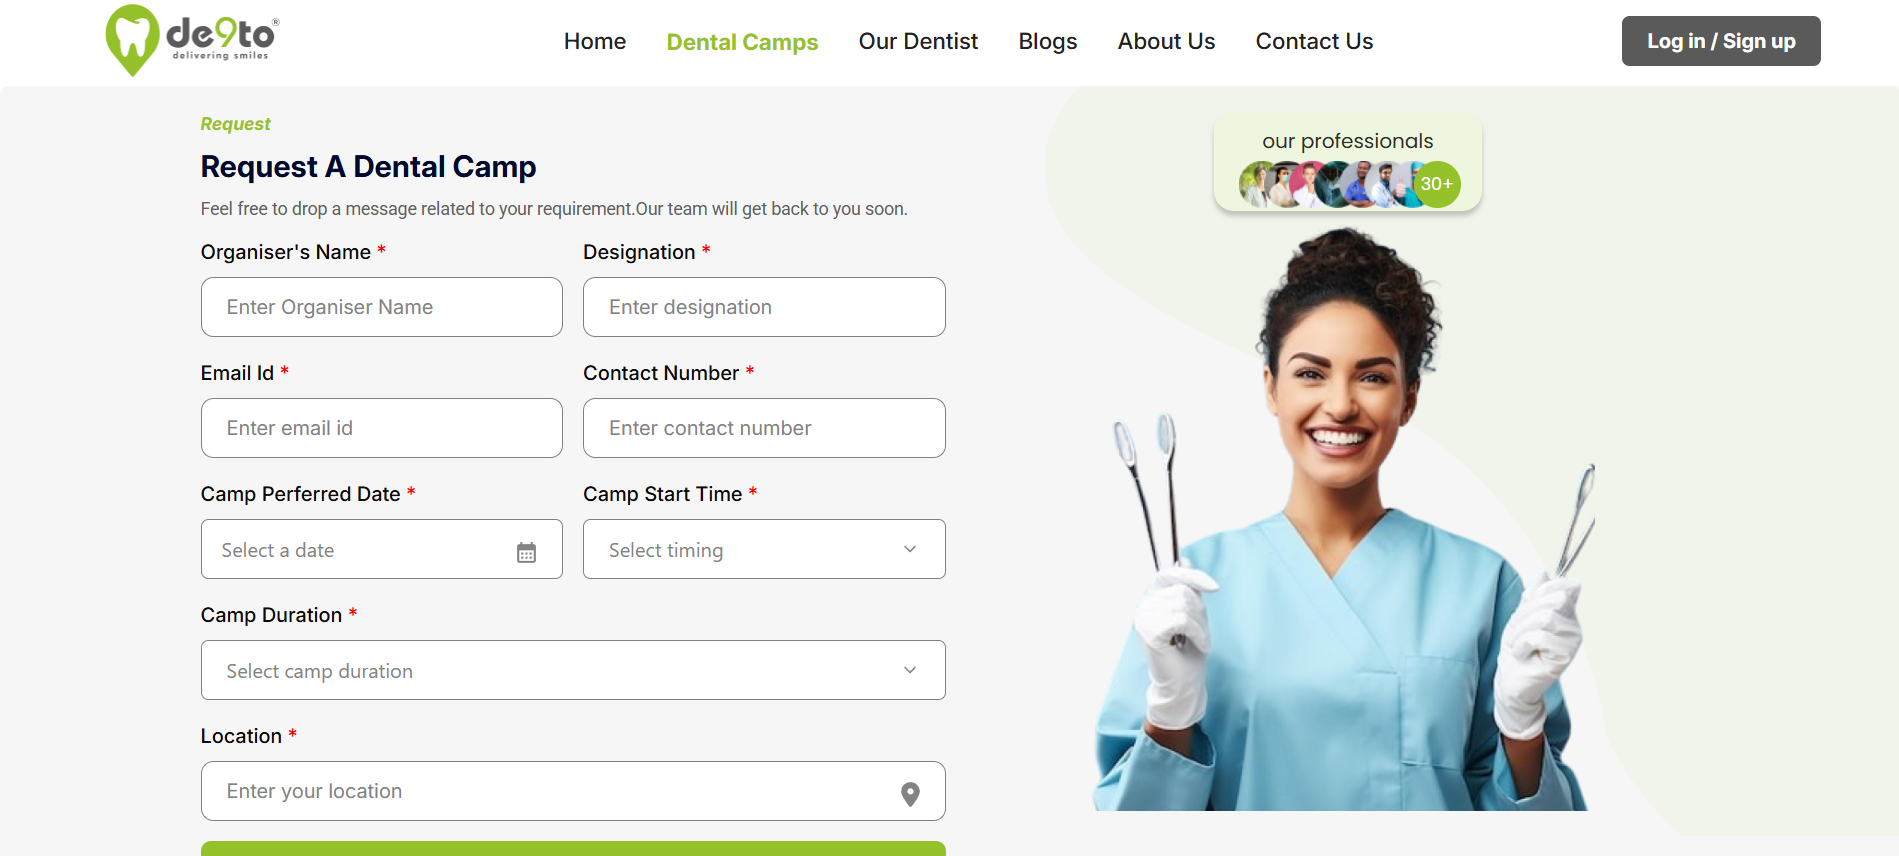 de9to®
delivering smiles
Home Dental Camps Our Dentist Blogs About Us Contact Us Log in / Sign up
Request
Request A Dental Camp
Feel free to drop a message related to your requirement.Our team will get back to you soon.
Organiser's Name * Designation *
Enter Organiser Name Enter designation
Email Id * Contact Number *
Enter email id Enter contact number
Camp Perferred Date * Camp Start Time *
Select a date Select timing
Camp Duration *
Select camp duration
Location *
Enter your location
our professionals
30+